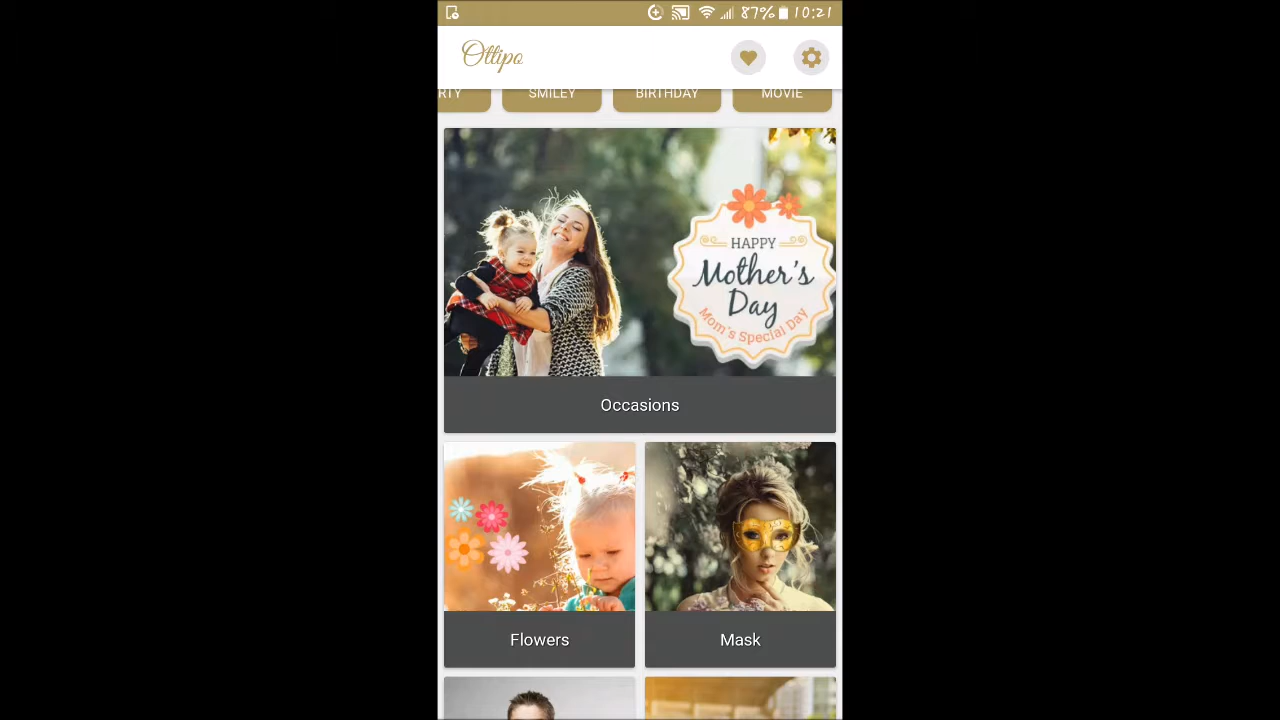 87% 10:21
Ottipo
RTY SMILEY BIRTHDAY MOVIE
HAPPY
Mother's
Day
Mom's Special Day
Occasions
Flowers Mask